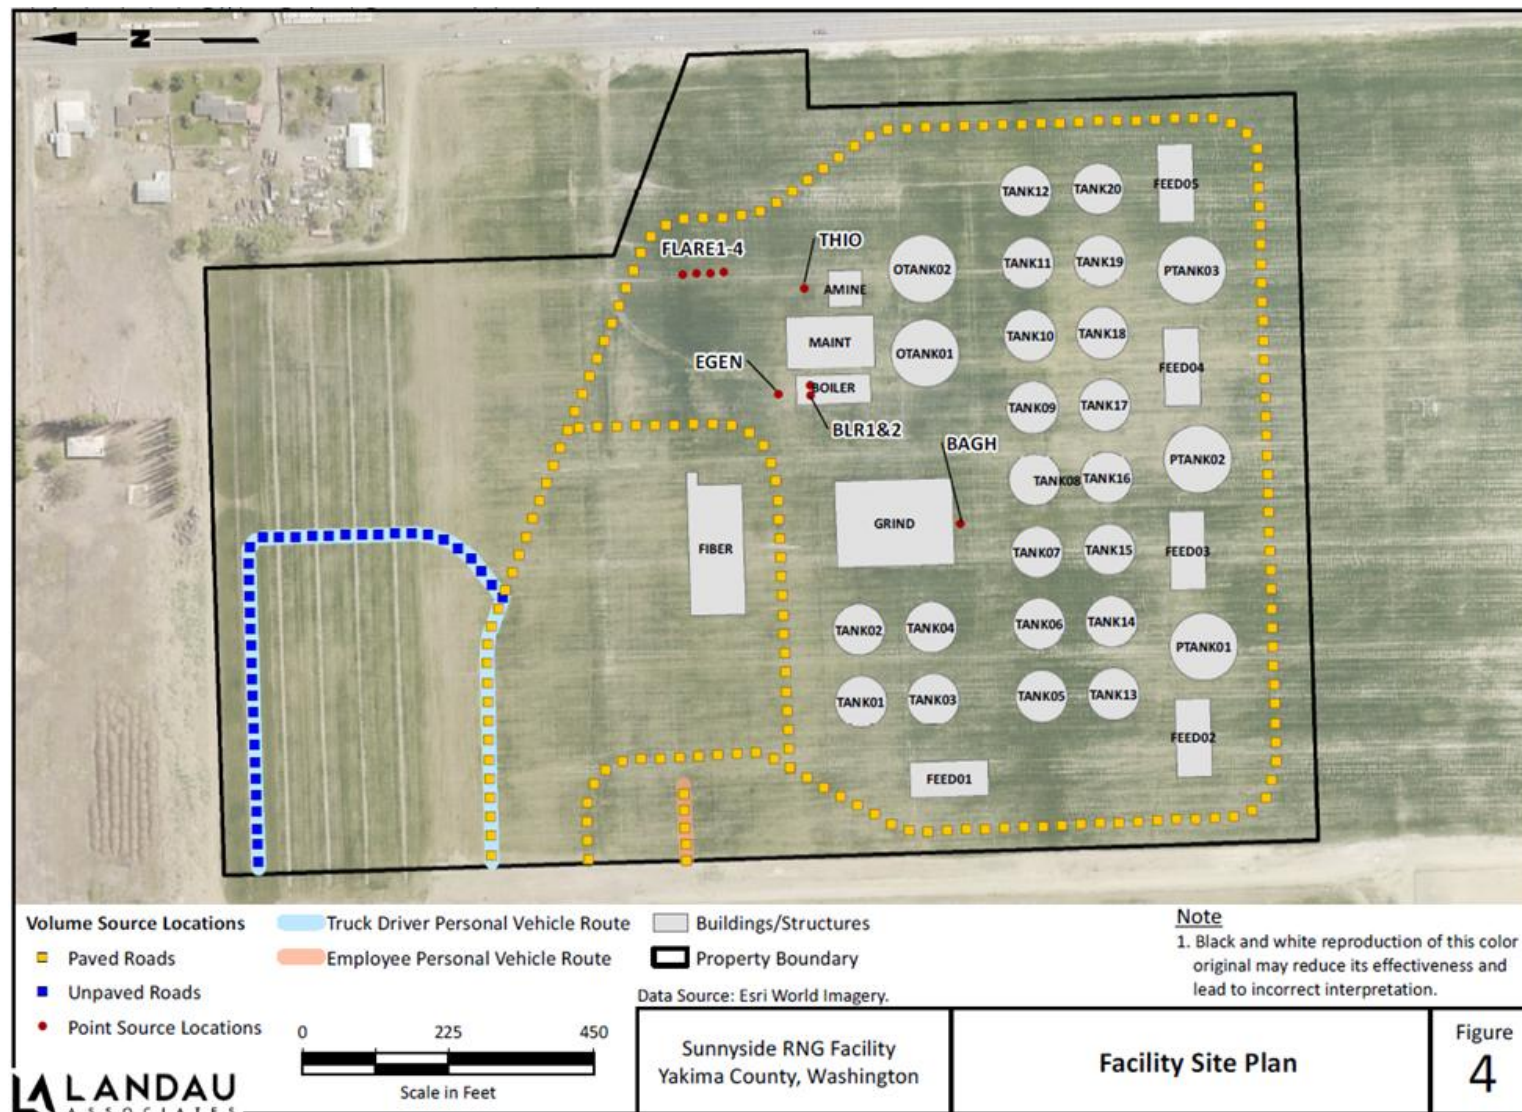 N
FLARE1-4
THIO
AMINE
MAINT
EGEN
BOILER
BLR1&2
BAGH
GRIND
FIBER
OTANK02
OTANK01
TANK12
TANK20
FEED05
TANK11
TANK19
PTANK03
TANK10
TANK18
FEED04
TANK09
TANK17
PTANK02
TANK08
TANK16
TANK07
TANK15
FEED03
TANK02
TANK04
TANK06
TANK14
PTANK01
TANK01
TANK03
TANK05
TANK13
FEED02
FEED01
Volume Source Locations
Paved Roads
Unpaved Roads
Point Source Locations
Truck Driver Personal Vehicle Route
Employee Personal Vehicle Route
Buildings/Structures
Property Boundary
Note
1. Black and white reproduction of this color
original may reduce its effectiveness and
lead to incorrect interpretation.
Data Source: Esri World Imagery.
0 225 450
Scale in Feet
LANDAU
ASSOCIATES
Sunnyside RNG Facility
Yakima County, Washington
Facility Site Plan
Figure
4